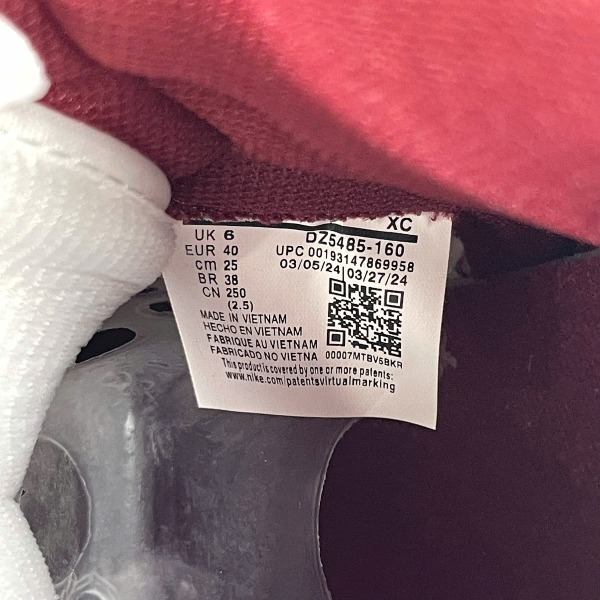 XC
UK 6
EUR 40
cm 25
BR 38
CN 250
(2.5)
DZ5485-160
UPC 00193147869958
03/05/24 03/27/24
MADE IN VIETNAM
HECHO EN VIETNAM
FABRIQUE AU VIETNAM
FABRICADO NO VIETNA
00007MTBV5BKR
This product is covered by one or more patents:
www.nike.com/patentsvirtualmarking